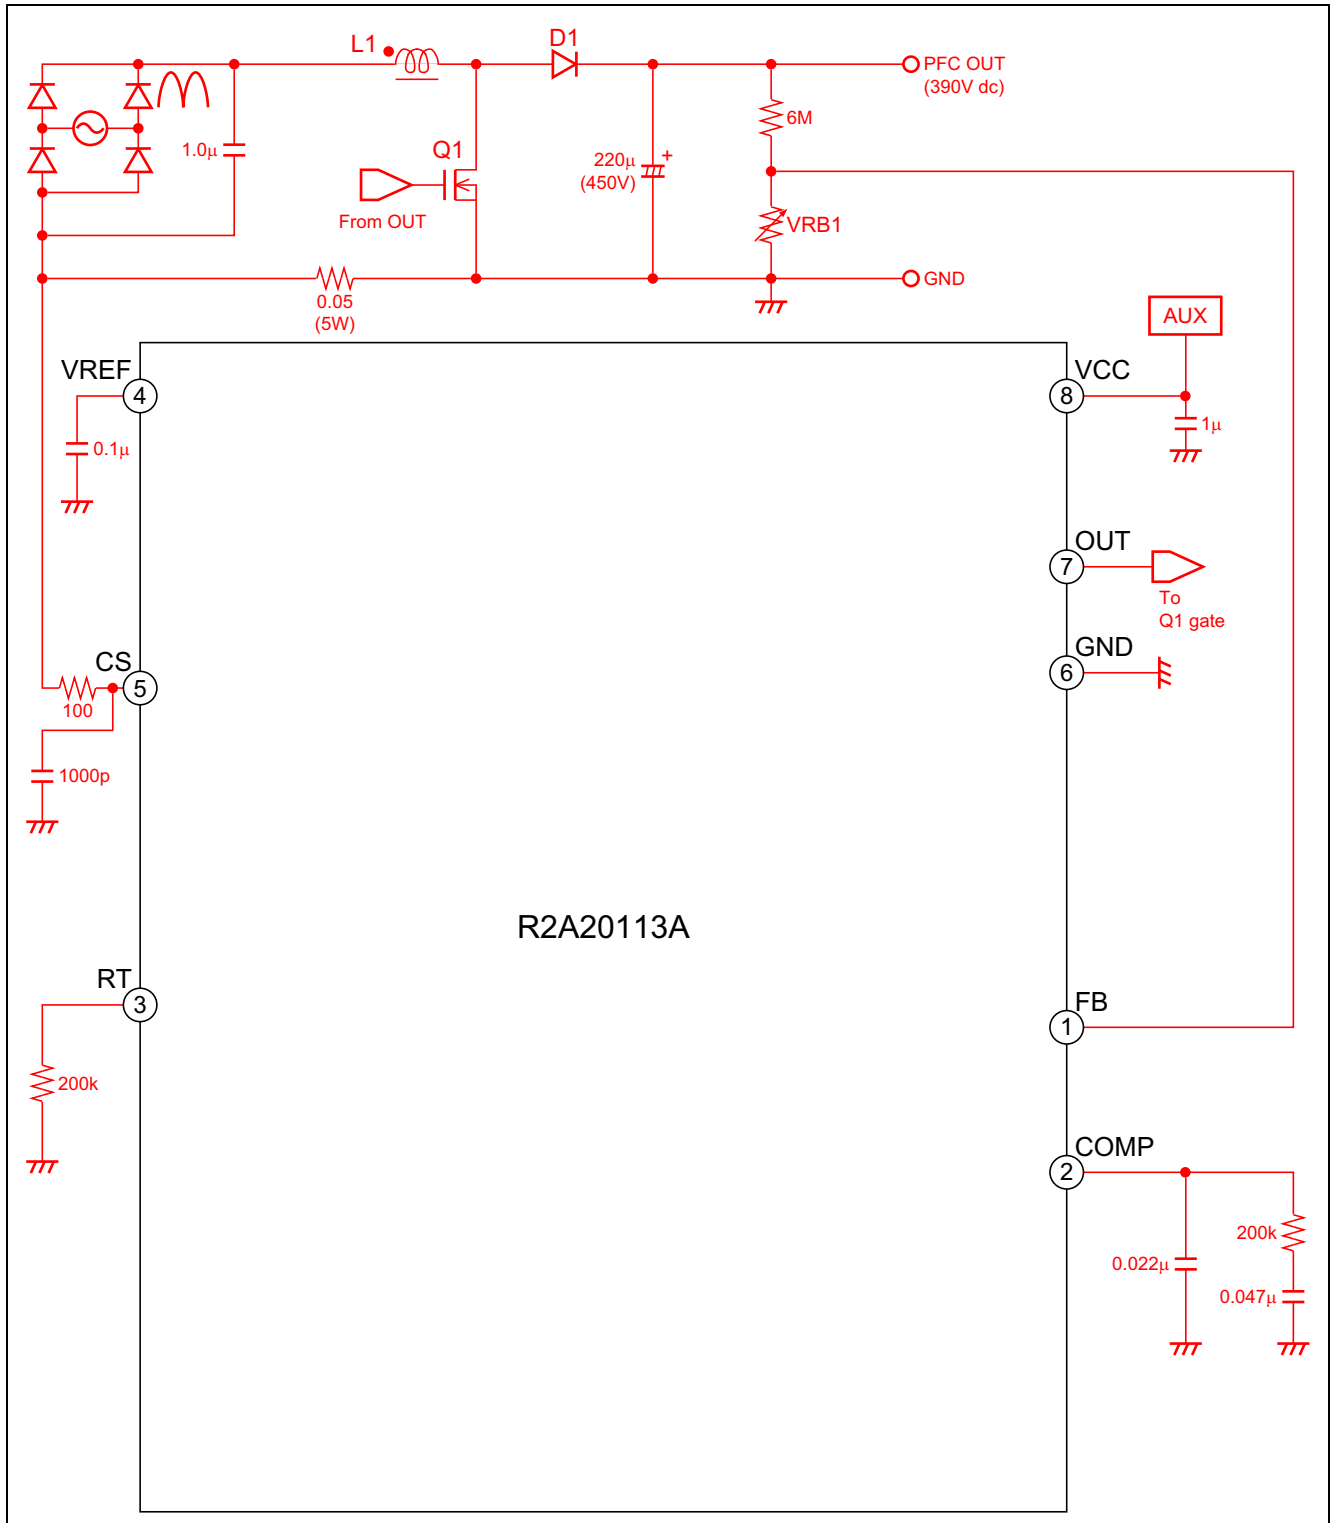 L1
D1
PFC OUT
(390V dc)
6M
1.0μ
Q1
220μ
(450V)
+
From OUT
VRB1
0.05
(5W)
GND
AUX
VREF
4
0.1μ
VCC
8
1μ
OUT
7
To
Q1 gate
GND
6
CS
5
100
1000p
R2A20113A
RT
3
200k
FB
1
COMP
2
0.022μ
200k
0.047μ